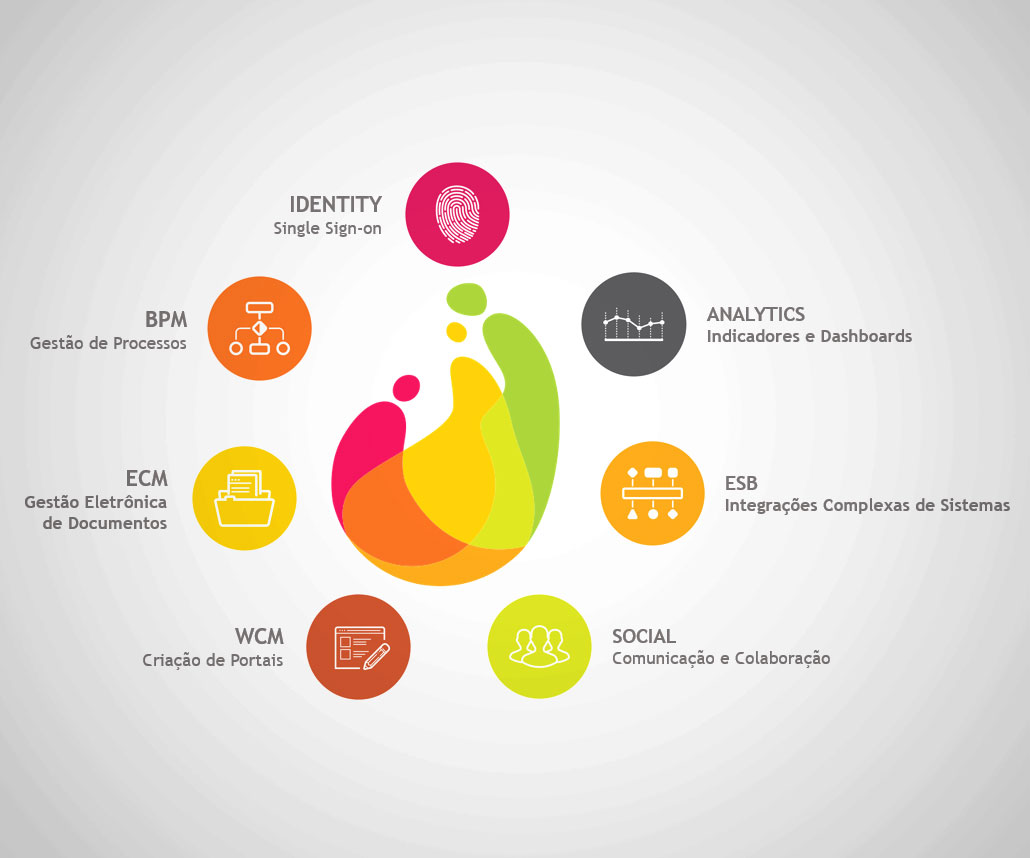 IDENTITY
Single Sign-on
BPM
Gestão de Processos
ANALYTICS
Indicadores e Dashboards
ECM
Gestão Eletrônica
de Documentos
ESB
Integrações Complexas de Sistemas
WCM
Criação de Portais
SOCIAL
Comunicação e Colaboração